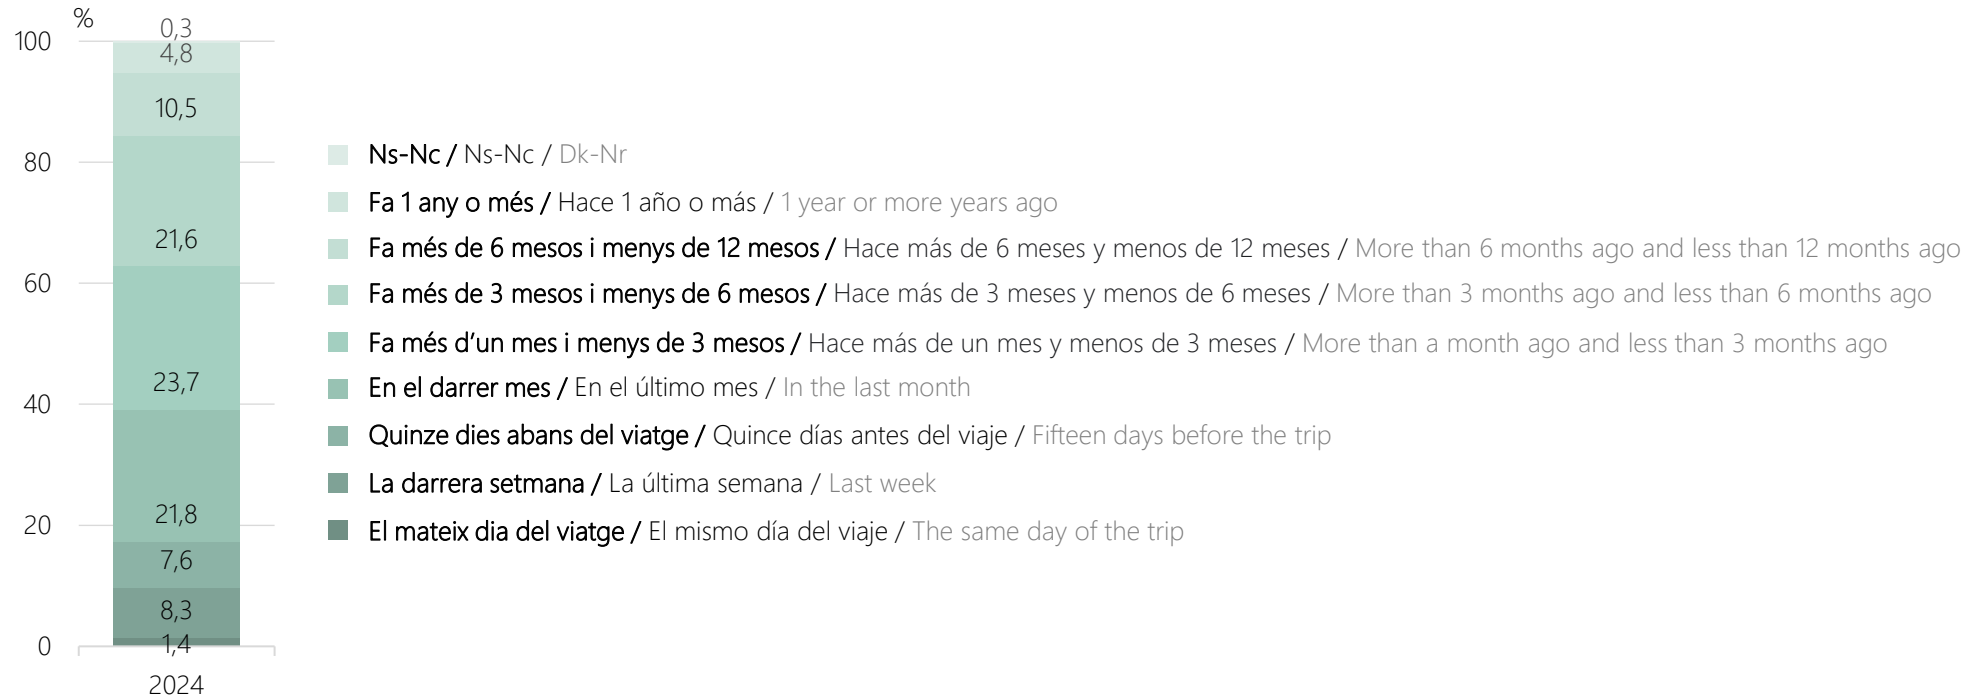 %
0,3
100
4,8
10,5
80
21,6
60
23,7
40
21,8
20
7,6
8,3
1,4
0
2024
Ns-Nc / Ns-Nc / Dk-Nr
Fa 1 any o més / Hace 1 año o más / 1 year or more years ago
Fa més de 6 mesos i menys de 12 mesos / Hace más de 6 meses y menos de 12 meses / More than 6 months ago and less than 12 months ago
Fa més de 3 mesos i menys de 6 mesos / Hace más de 3 meses y menos de 6 meses / More than 3 months ago and less than 6 months ago
Fa més d’un mes i menys de 3 mesos / Hace más de un mes y menos de 3 meses / More than a month ago and less than 3 months ago
En el darrer mes / En el último mes / In the last month
Quinze dies abans del viatge / Quince días antes del viaje / Fifteen days before the trip
La darrera setmana / La última semana / Last week
El mateix dia del viatge / El mismo día del viaje / The same day of the trip